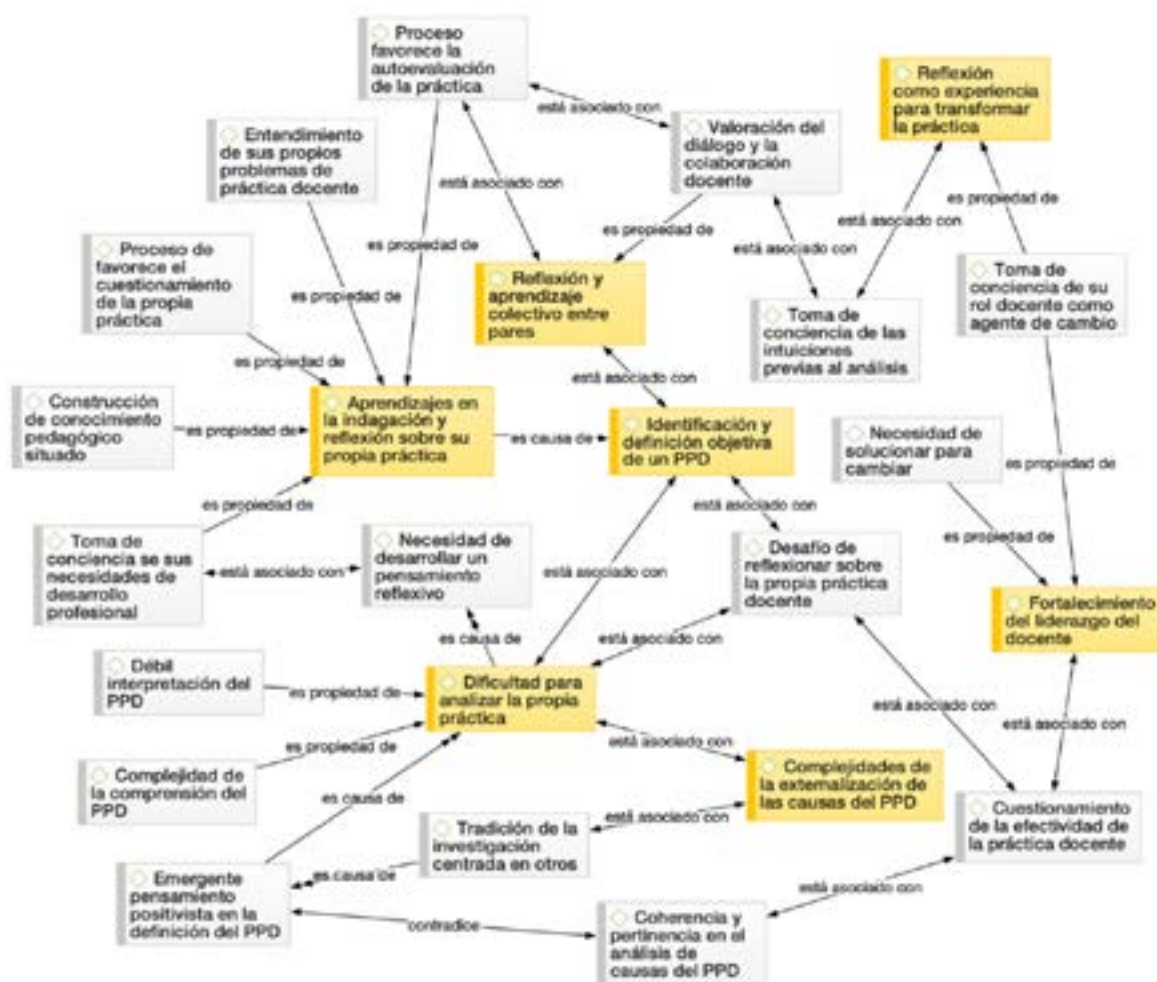 Proceso
favorece la
autoevaluación
de la práctica
Reflexión
como experiencia
para transformar
la práctica
está asociado con
Entendimiento
de sus propios
problemas de
práctica docente
Valoración del
diálogo y la
colaboración
docente
está asociado con
es propiedad de
está asociado con
es propiedad de
es propiedad de
está asociado con
Proceso de
favorece el
cuestionamiento
de la propia
práctica
Reflexión y
aprendizaje
colectivo entre
pares
Toma de
conciencia de su
rol docente como
agente de cambio
es propiedad de
Toma de
conciencia de las
intuiciones
previas al análisis
es propiedad de
está asociado con
Construcción
de conocimiento
pedagógico
situado
es propiedad de
Aprendizajes en
la indagación y
reflexión sobre su
propia práctica
es causa de
Identificación y
definición objetiva
de un PPD
Necesidad de
solucionar para
cambiar
es propiedad de
es propiedad de
Toma de
conciencia se sus
necesidades de
desarrollo
profesional
está asociado con
Necesidad de
desarrollar un
pensamiento
reflexivo
está asociado con
Desafío de
reflexionar sobre
la propia práctica
docente
es propiedad de
Fortalecimiento
del liderazgo del
docente
es causa de
está asociado con
Débil
interpretación del
PPD
es propiedad de
Dificultad para
analizar la propia
práctica
está asociado con
está asociado con
es propiedad de
está asociado con
Complejidad de
la comprensión del
PPD
Complejidades de
la externalización de
las causas del PPD
es causa de
está asociado con
Tradición de la
investigación
centrada en otros
Cuestionamiento
de la efectividad de
la práctica docente
es causa de
Emergente
pensamiento
positivista en la
definición del PPD
está asociado con
contradice
Coherencia y
pertinencia en el
análisis de
causas del PPD